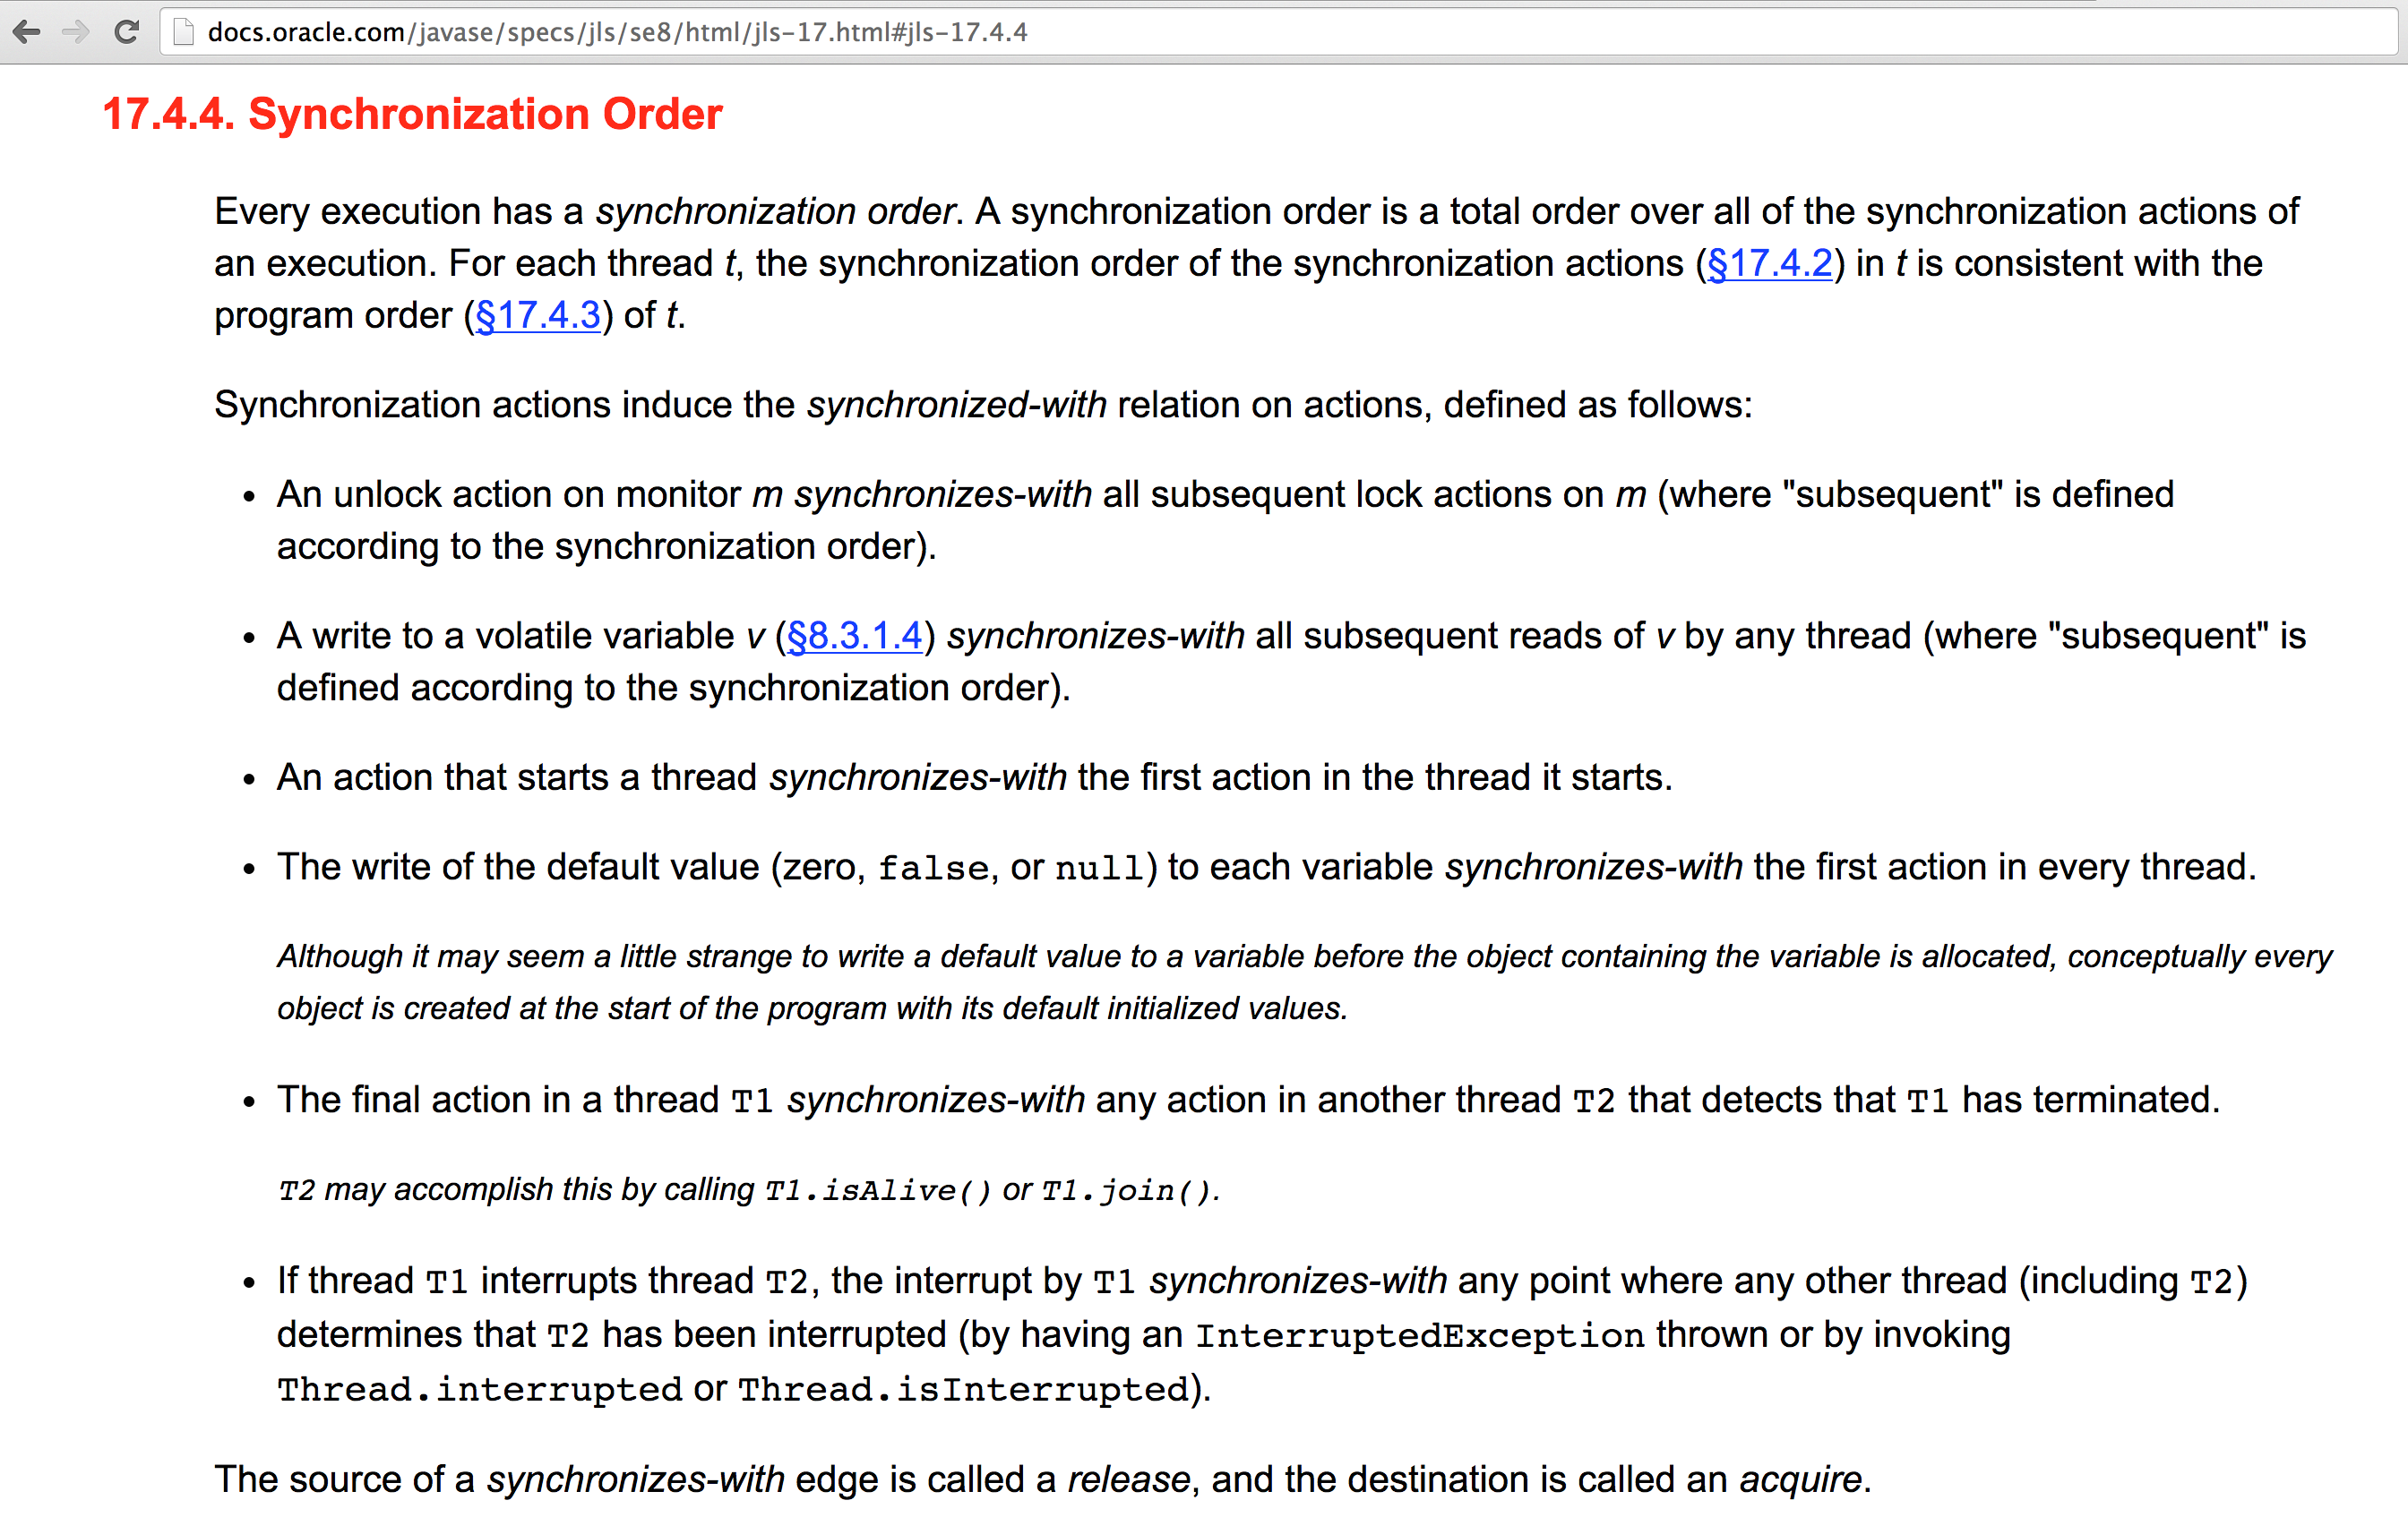 docs.oracle.com/javase/specs/jls/se8/html/jls-17.html#jls-17.4.4
17.4.4. Synchronization Order
Every execution has a synchronization order. A synchronization order is a total order over all of the synchronization actions of
an execution. For each thread t, the synchronization order of the synchronization actions (§17.4.2) in t is consistent with the
program order (§17.4.3) of t.
Synchronization actions induce the synchronized-with relation on actions, defined as follows:
• An unlock action on monitor m synchronizes-with all subsequent lock actions on m (where "subsequent" is defined
according to the synchronization order).
• A write to a volatile variable v (§8.3.1.4) synchronizes-with all subsequent reads of v by any thread (where "subsequent" is
defined according to the synchronization order).
• An action that starts a thread synchronizes-with the first action in the thread it starts.
• The write of the default value (zero, false, or null) to each variable synchronizes-with the first action in every thread.
Although it may seem a little strange to write a default value to a variable before the object containing the variable is allocated, conceptually every
object is created at the start of the program with its default initialized values.
• The final action in a thread T1 synchronizes-with any action in another thread T2 that detects that T1 has terminated.
T2 may accomplish this by calling T1.isAlive() or T1.join().
• If thread T1 interrupts thread T2, the interrupt by T1 synchronizes-with any point where any other thread (including T2)
determines that T2 has been interrupted (by having an InterruptedException thrown or by invoking
Thread.interrupted or Thread.isInterrupted).
The source of a synchronizes-with edge is called a release, and the destination is called an acquire.